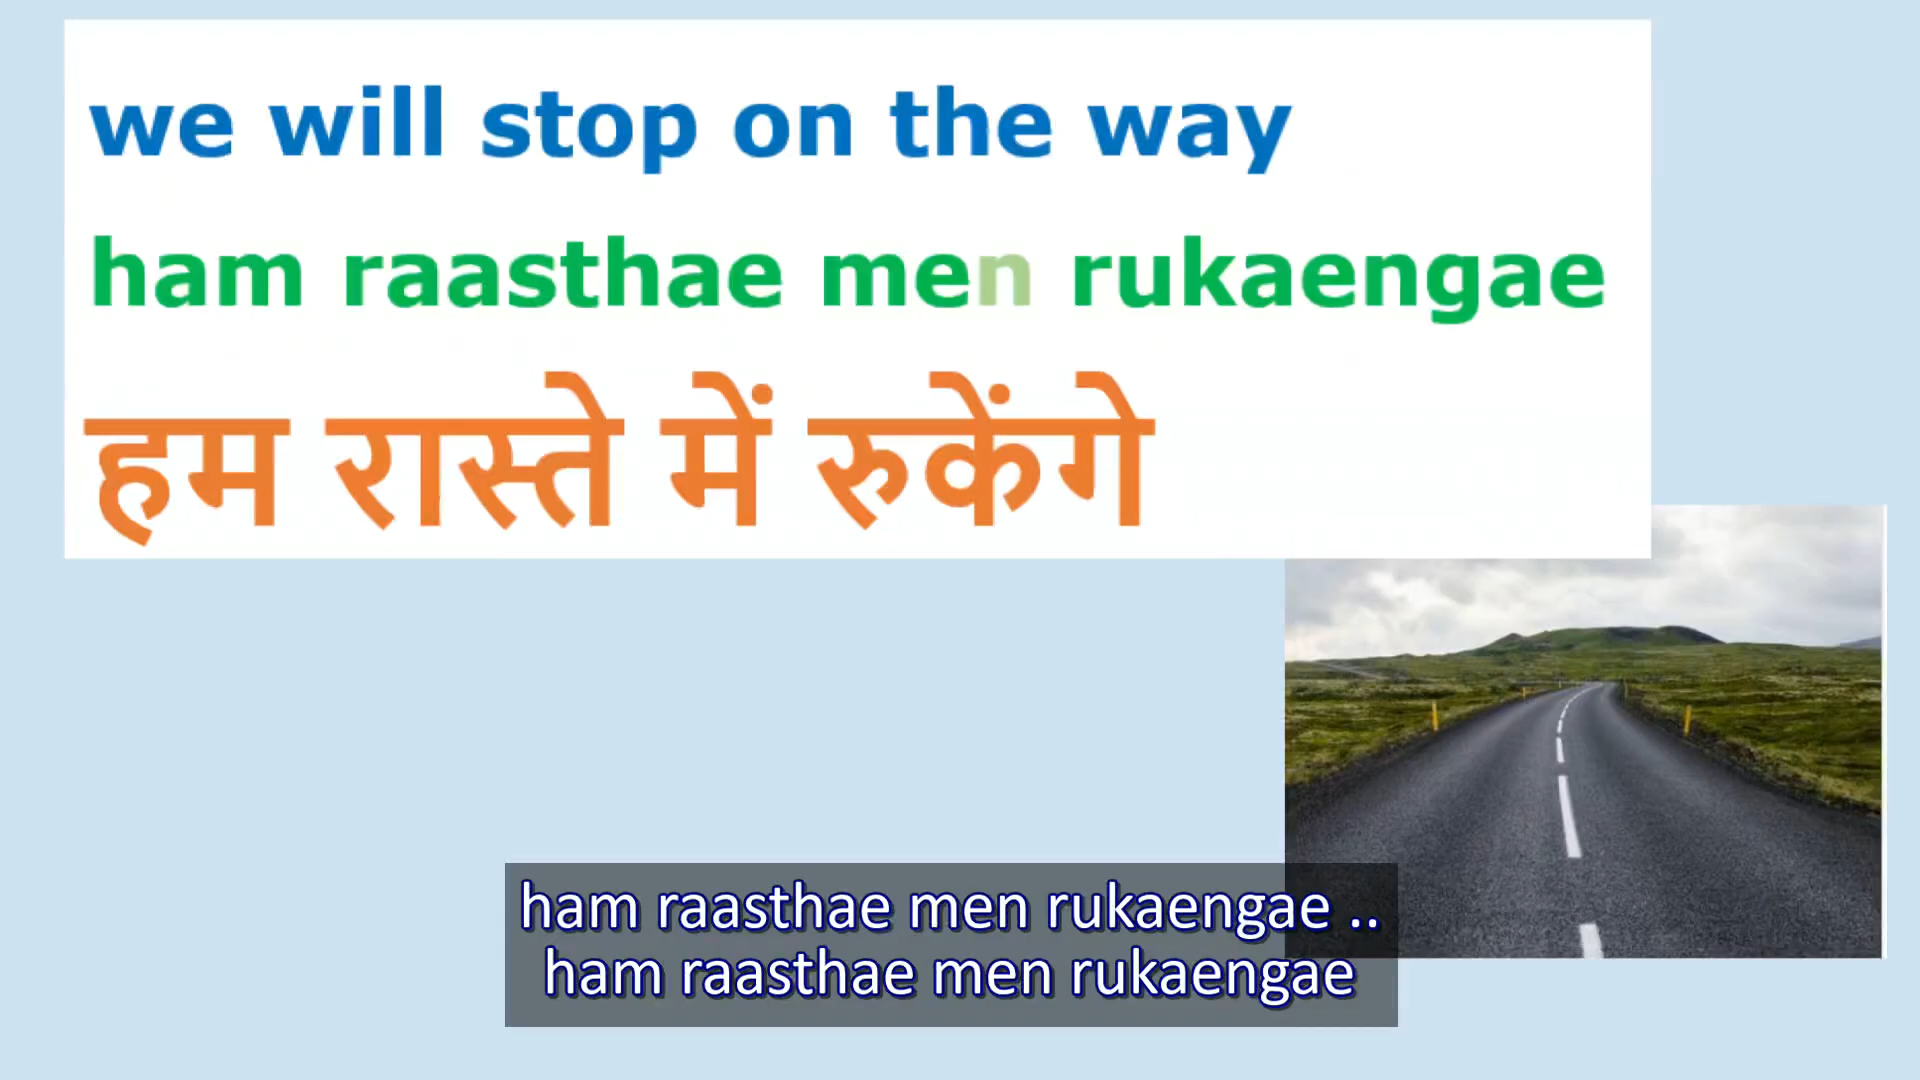 we will stop on the way
ham raasthae men rukaengae
हम रास्ते में रुकेंगे
ham raasthae men rukaengae ..
ham raasthae men rukaengae